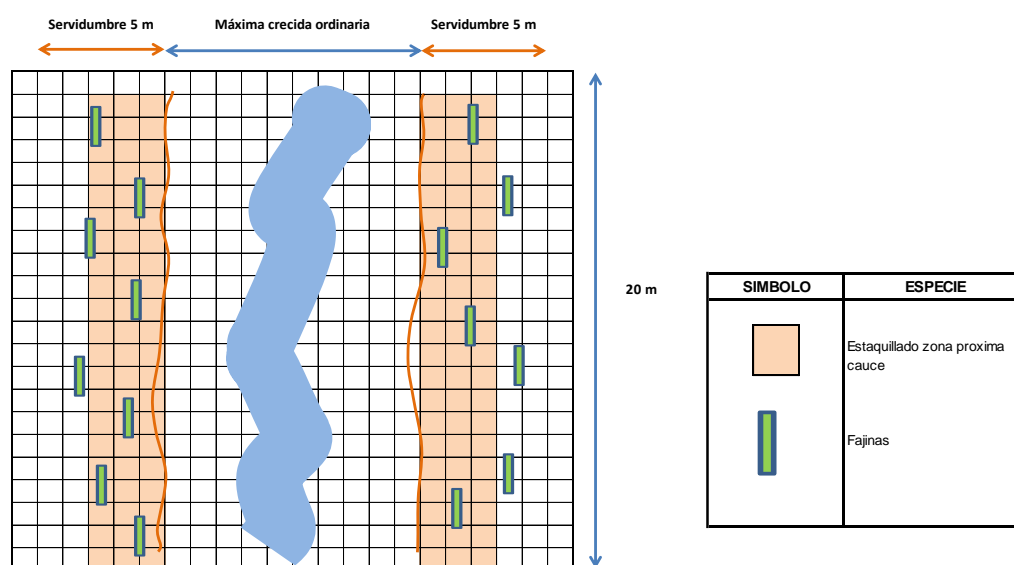 Servidumbre 5 m
Máxima crecida ordinaria
Servidumbre 5 m
20 m
SIMBOLO
ESPECIE
Estaquillado zona proxima
cauce
Fajinas